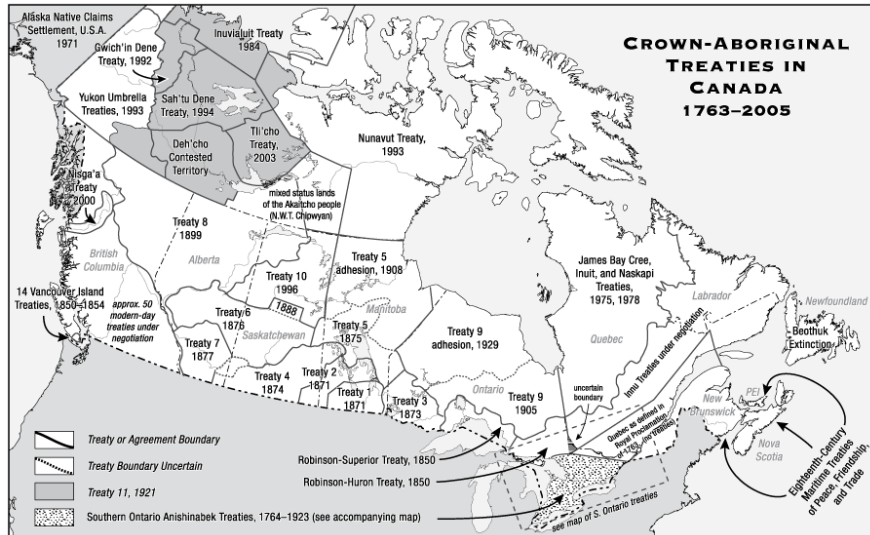 CROWN-ABORIGINAL
TREATIES IN
CANADA
1763–2005
Alaska Native Claims
Settlement, U.S.A.
1971
Inuvialuit Treaty
1984
Gwich'in Dene
Treaty, 1992
Yukon Umbrella
Treaties, 1993
Sah'tu Dene
Treaty, 1994
Tli'cho
Treaty,
2003
Deh'cho
Contested
Territory
Nunavut Treaty,
1993
Nisga'a
Treaty
2000
mixed status lands
of the Akaitcho people
(N.W.T. Chipwyan)
Treaty 8
1899
British
Columbia
Alberta
Treaty 10
1996
1888
Treaty 5
adhesion, 1908
James Bay Cree,
Inuit, and Naskapi
Treaties,
1975, 1978
Labrador
Newfoundland
14 Vancouver Island
Treaties, 1850–1854
approx. 50
modern-day
treaties under
negotiation
Treaty 6
1876
Saskatchewan
Manitoba
Treaty 5
1875
Treaty 9
adhesion, 1929
Quebec
Innu Treaties under negotiation
Beothuk
Extinction
Treaty 7
1877
Treaty 4
1874
Treaty 2
1871
Treaty 1
1871
Treaty 3
1873
Ontario
Treaty 9
1905
uncertain
boundary
Quebec as defined in
Royal Proclamation
of 1763 (no treaties)
New
Brunswick
PEI
Nova
Scotia
Eighteenth-Century
Maritime Treaties
of Peace, Friendship,
and Trade
Robinson-Superior Treaty, 1850
Robinson-Huron Treaty, 1850
see map of S. Ontario treaties
Treaty or Agreement Boundary
Treaty Boundary Uncertain
Treaty 11, 1921
Southern Ontario Anishinabek Treaties, 1764–1923 (see accompanying map)